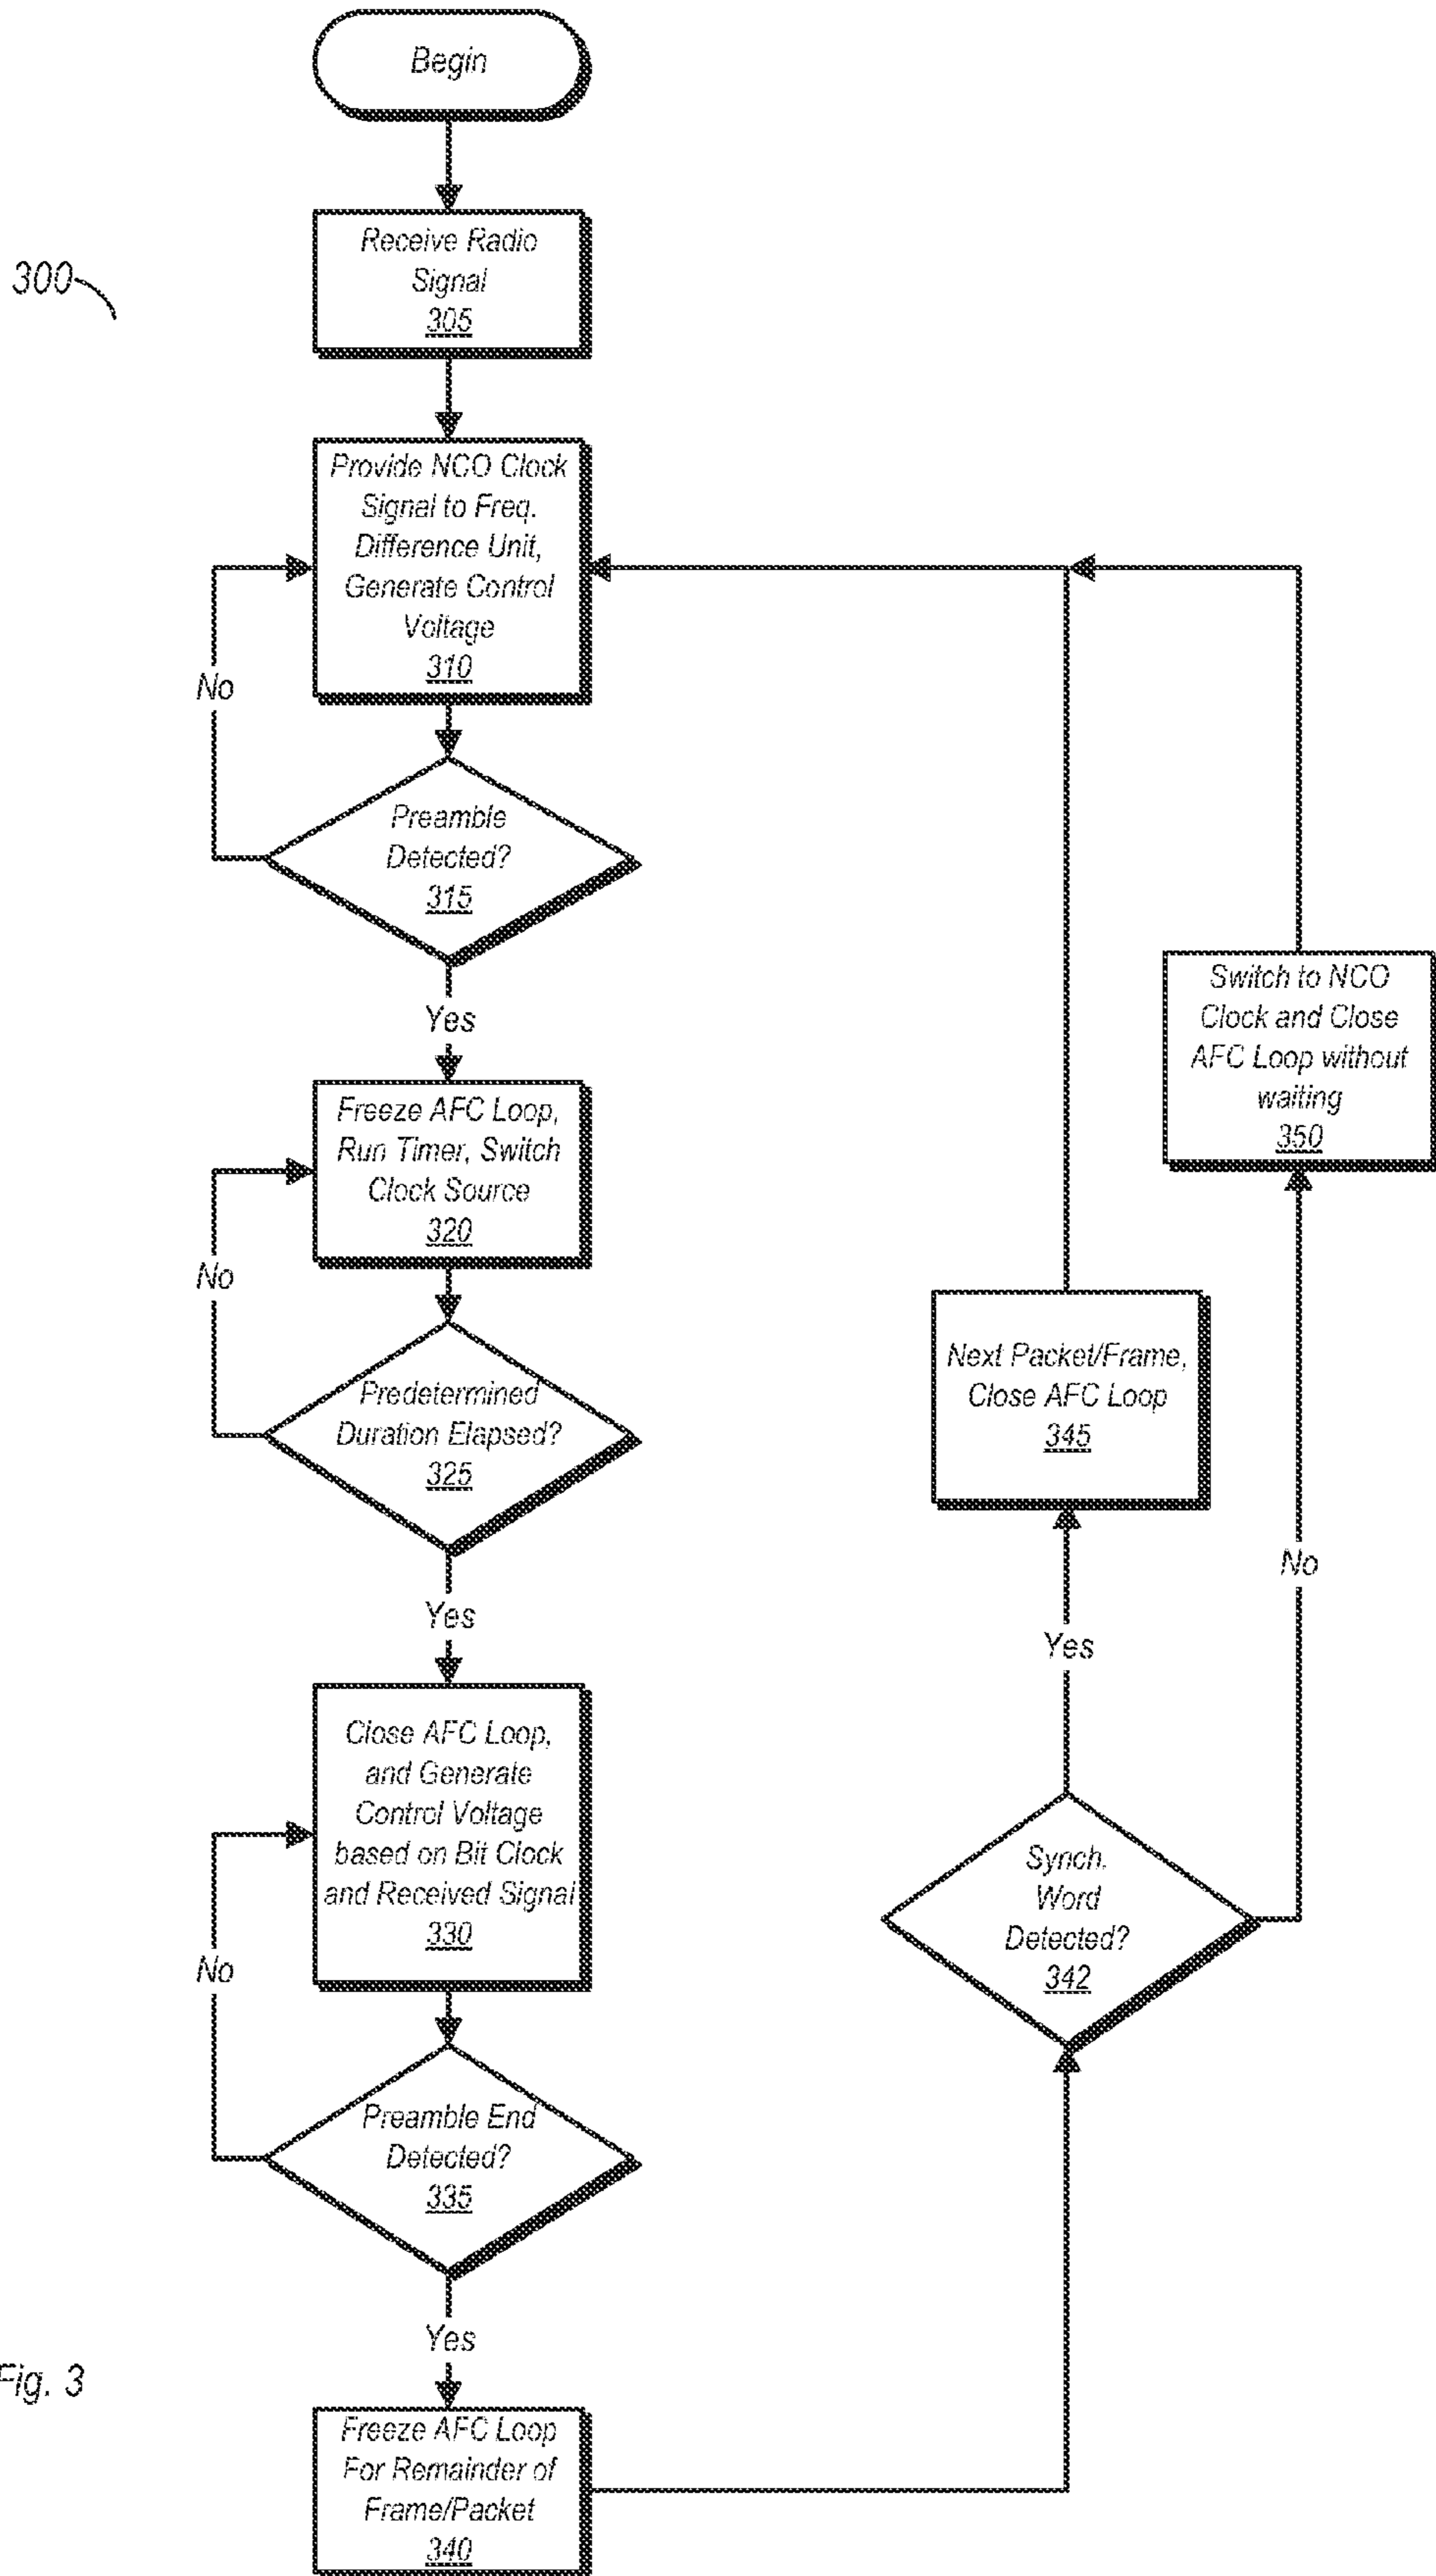 Begin
Receive Radio
Signal
305
300
Provide NCO Clock
Signal to Freq.
Difference Unit,
Generate Control
Voltage
310
No
Preamble
Detected?
315
Yes
Freeze AFC Loop,
Run Timer, Switch
Clock Source
320
No
Predetermined
Duration Elapsed?
325
Yes
Close AFC Loop,
and Generate
Control Voltage
based on Bit Clock
and Received Signal
330
No
Preamble End
Detected?
335
Yes
Freeze AFC Loop
For Remainder of
Frame/Packet
340
Synch.
Word
Detected?
342
Yes
Next Packet/Frame,
Close AFC Loop
345
No
Switch to NCO
Clock and Close
AFC Loop without
waiting
350
Fig. 3